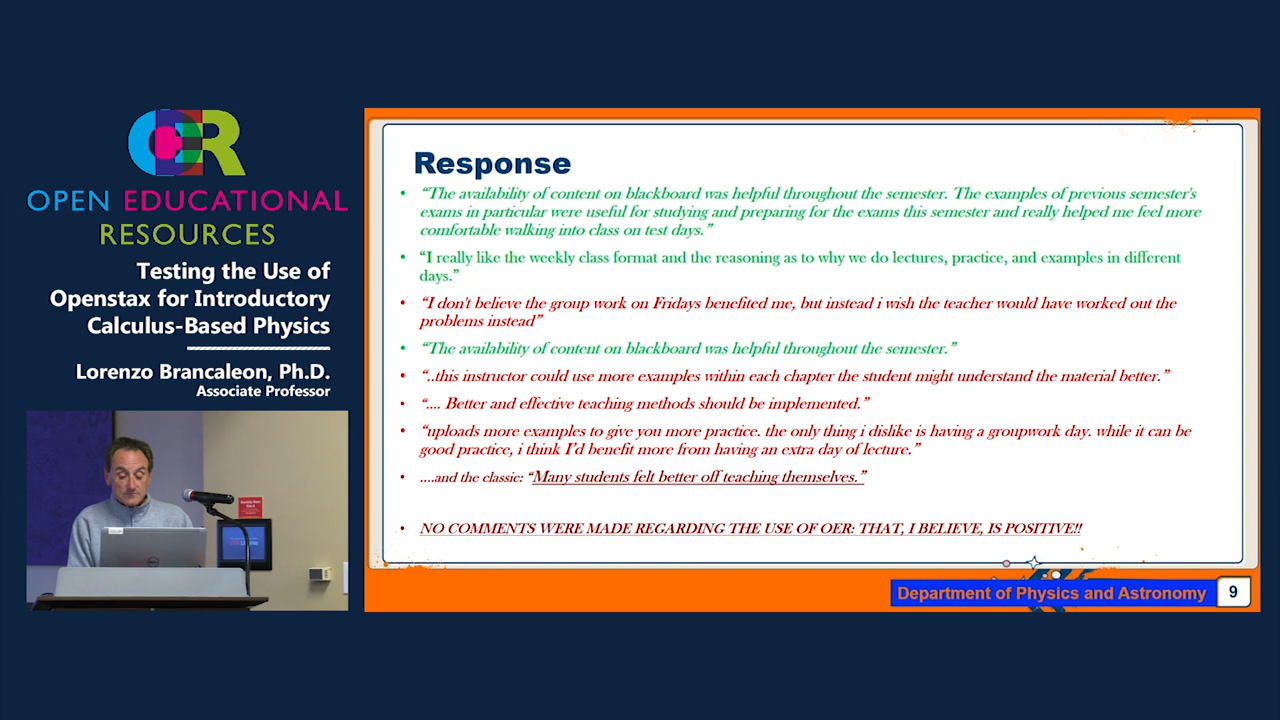 OER
OPEN EDUCATIONAL
RESOURCES
Testing the Use of
Openstax for Introductory
Calculus-Based Physics
Lorenzo Brancaleon, Ph.D.
Associate Professor
Response
• “The availability of content on blackboard was helpful throughout the semester. The examples of previous semester's
exams in particular were useful for studying and preparing for the exams this semester and really helped me feel more
comfortable walking into class on test days.”
• “I really like the weekly class format and the reasoning as to why we do lectures, practice, and examples in different
days.”
• “I don't believe the group work on Fridays benefited me, but instead i wish the teacher would have worked out the
problems instead”
• “The availability of content on blackboard was helpful throughout the semester.”
• “..this instructor could use more examples within each chapter the student might understand the material better.”
• “.... Better and effective teaching methods should be implemented.”
• “uploads more examples to give you more practice. the only thing i dislike is having a groupwork day. while it can be
good practice, i think I’d benefit more from having an extra day of lecture.”
• ....and the classic: “Many students felt better off teaching themselves.”
• NO COMMENTS WERE MADE REGARDING THE USE OF OER: THAT, I BELIEVE, IS POSITIVE!!
Department of Physics and Astronomy
9